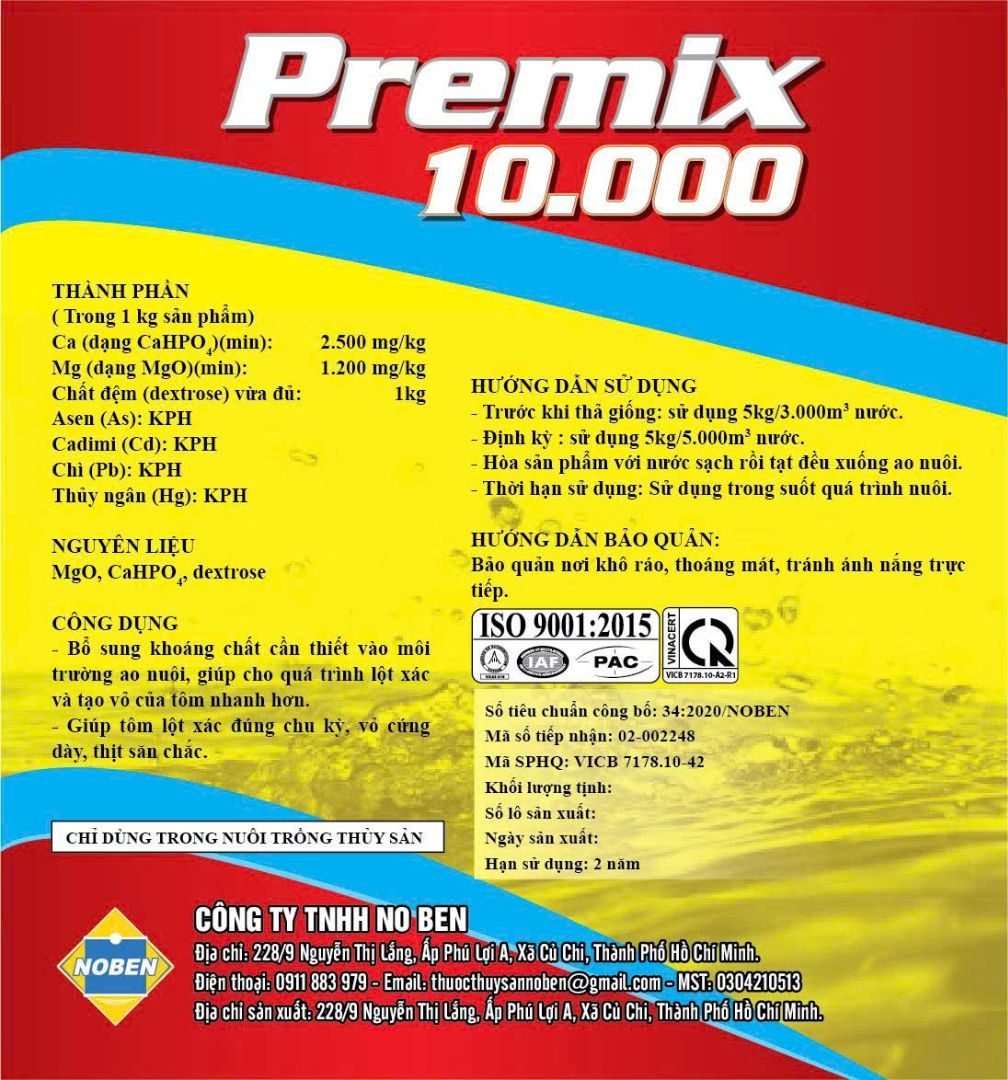 Premix
10.000
THÀNH PHẦN
( Trong 1 kg sản phẩm)
Ca (dạng CaHPO₄)(min): 2.500 mg/kg
Mg (dạng MgO)(min): 1.200 mg/kg
Chất đệm (dextrose) vừa đủ: 1kg
Asen (As): KPH
Cadimi (Cd): KPH
Chì (Pb): KPH
Thủy ngân (Hg): KPH
NGUYÊN LIỆU
MgO, CaHPO₄, dextrose
CÔNG DỤNG
- Bổ sung khoáng chất cần thiết vào môi
trường ao nuôi, giúp cho quá trình lột xác
và tạo vỏ của tôm nhanh hơn.
- Giúp tôm lột xác đúng chu kỳ, vỏ cứng
dày, thịt săn chắc.
CHỈ DÙNG TRONG NUÔI TRỒNG THỦY SẢN
HƯỚNG DẪN SỬ DỤNG
- Trước khi thả giống: sử dụng 5kg/3.000m³ nước.
- Định kỳ : sử dụng 5kg/5.000m³ nước.
- Hòa sản phẩm với nước sạch rồi tạt đều xuống ao nuôi.
- Thời hạn sử dụng: Sử dụng trong suốt quá trình nuôi.
HƯỚNG DẪN BẢO QUẢN:
Bảo quản nơi khô ráo, thoáng mát, tránh ánh nắng trực
tiếp.
ISO 9001:2015
IAF
PAC
VINACERT
VICB 7178.10-A2-R1
Số tiêu chuẩn công bố: 34:2020/NOBEN
Mã số tiếp nhận: 02-002248
Mã SPHQ: VICB 7178.10-42
Khối lượng tịnh:
Số lô sản xuất:
Ngày sản xuất:
Hạn sử dụng: 2 năm
NOBEN
CÔNG TY TNHH NO BEN
Địa chỉ: 228/9 Nguyễn Thị Lắng, Ấp Phú Lợi A, Xã Củ Chi, Thành Phố Hồ Chí Minh.
Điện thoại: 0911 883 979 - Email: thuocthuysannoben@gmail.com - MST: 0304210513
Địa chỉ sản xuất: 228/9 Nguyễn Thị Lắng, Ấp Phú Lợi A, Xã Củ Chi, Thành Phố Hồ Chí Minh.